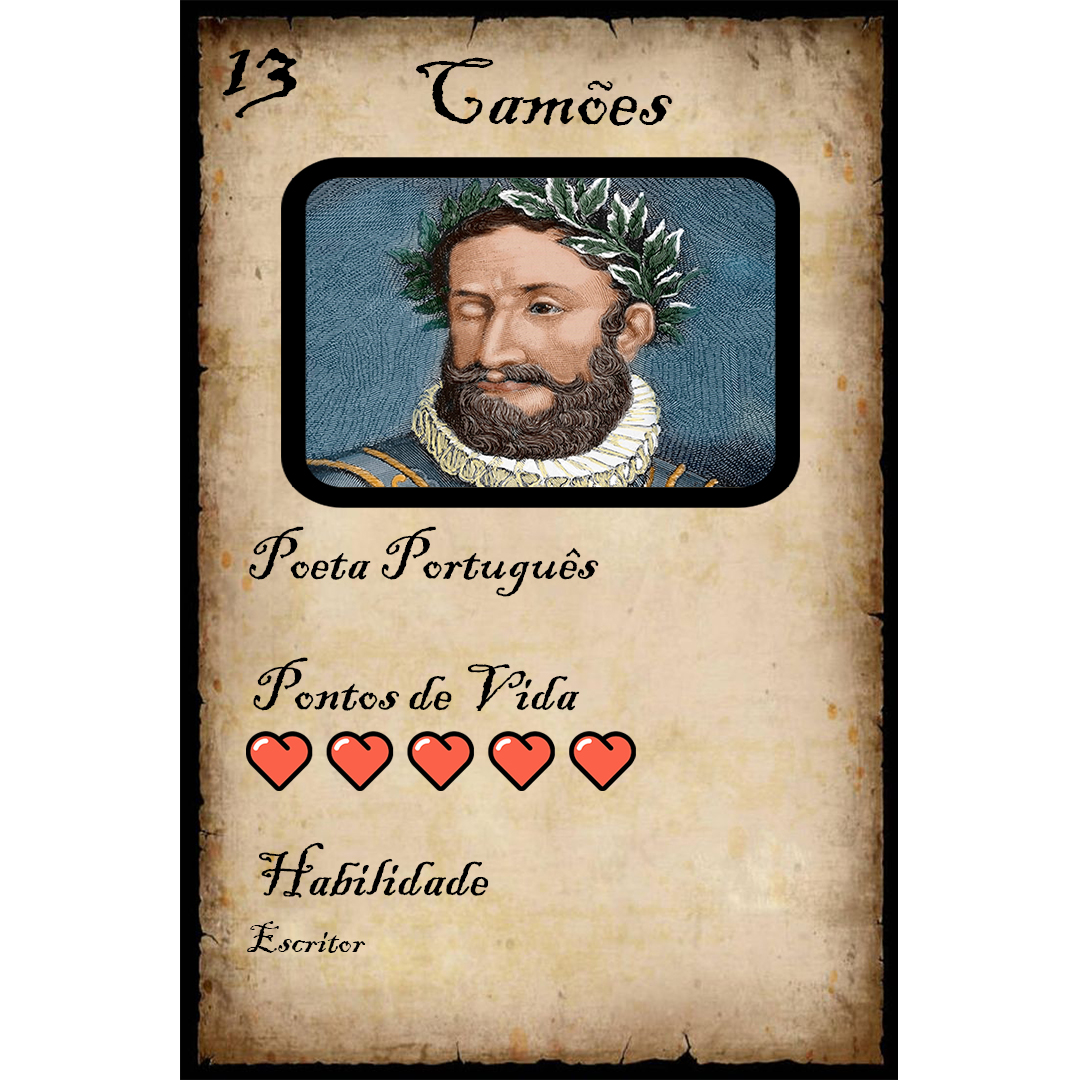 13
Camões
Poeta Português
Pontos de Vida
Habilidade
Escritor